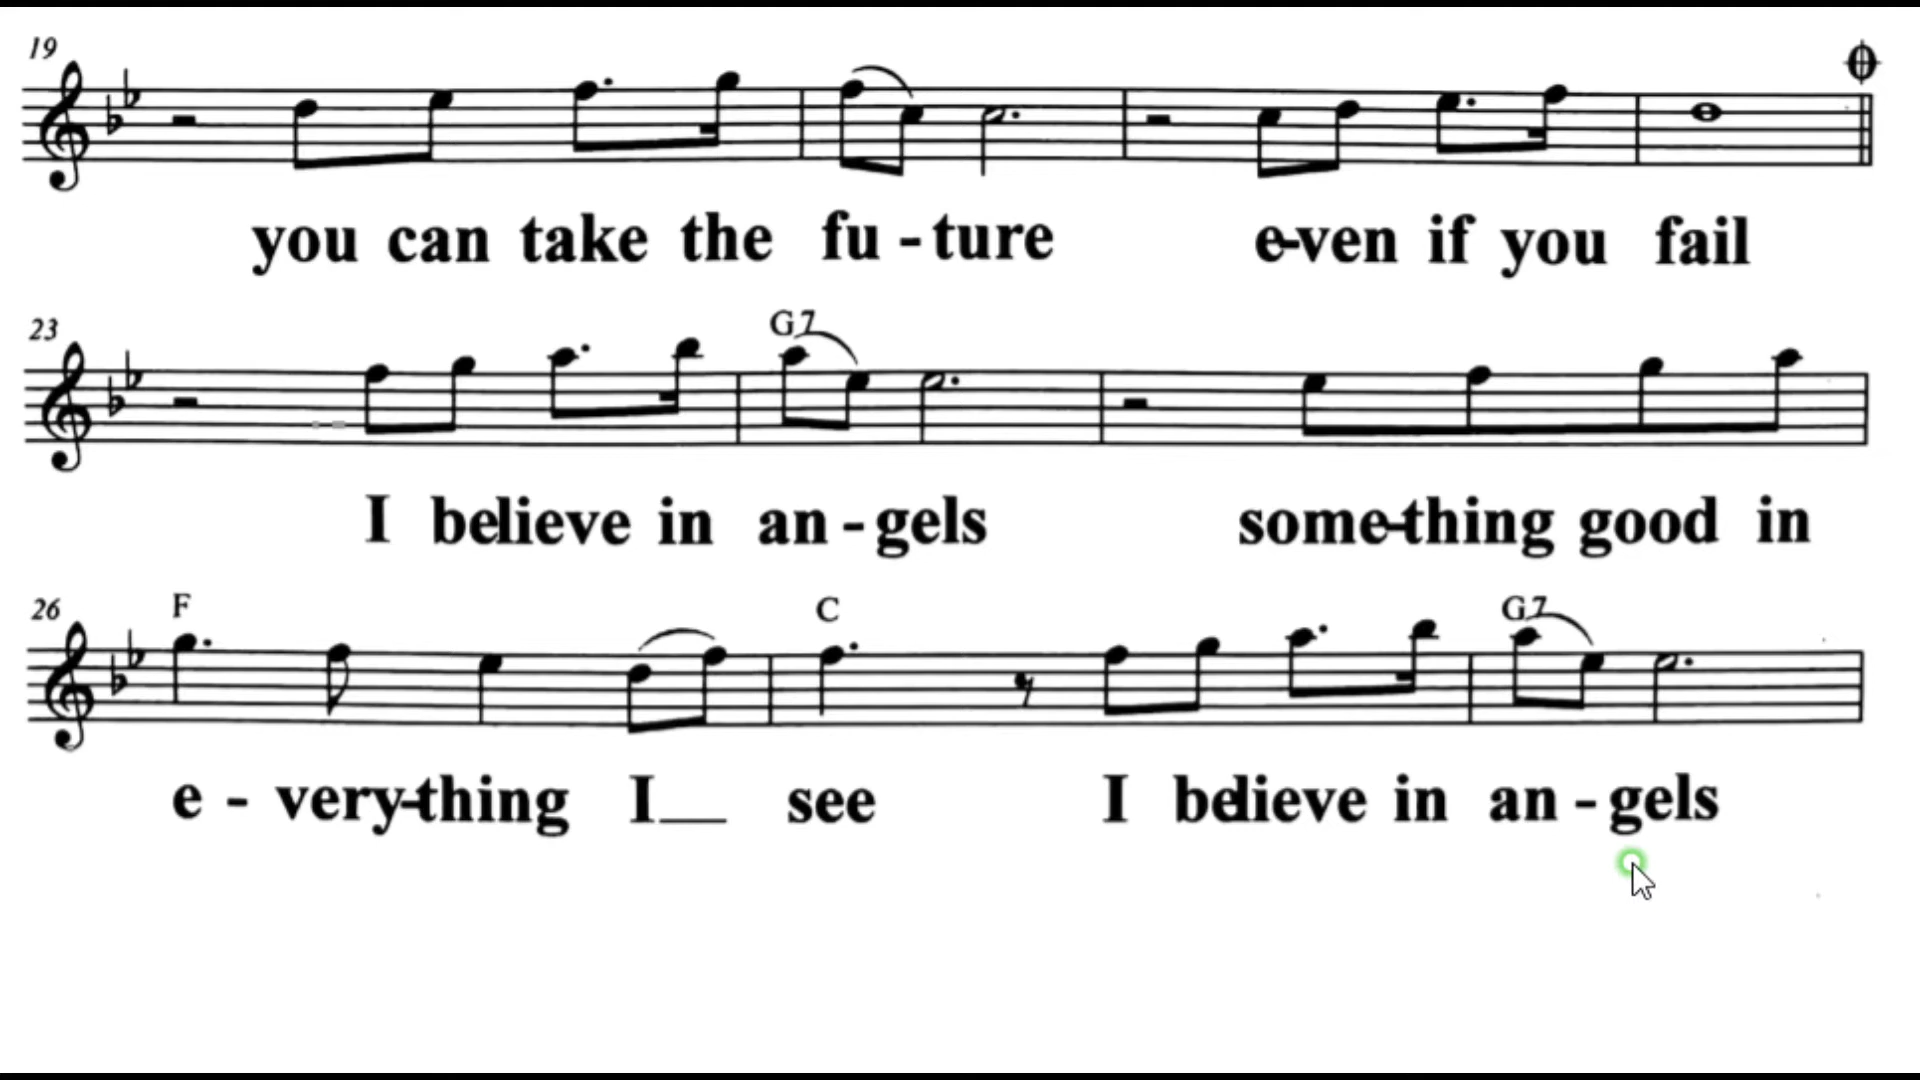 19
you can take the fu - ture e-ven if you fail
23
G7
I believe in an - gels some-thing good in
26
F C G7
e - very-thing I__ see I believe in an - gels